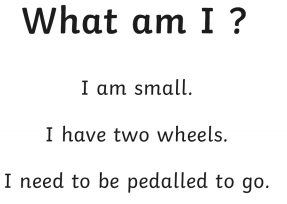 What am I ?
I am small.
I have two wheels.
I need to be pedalled to go.